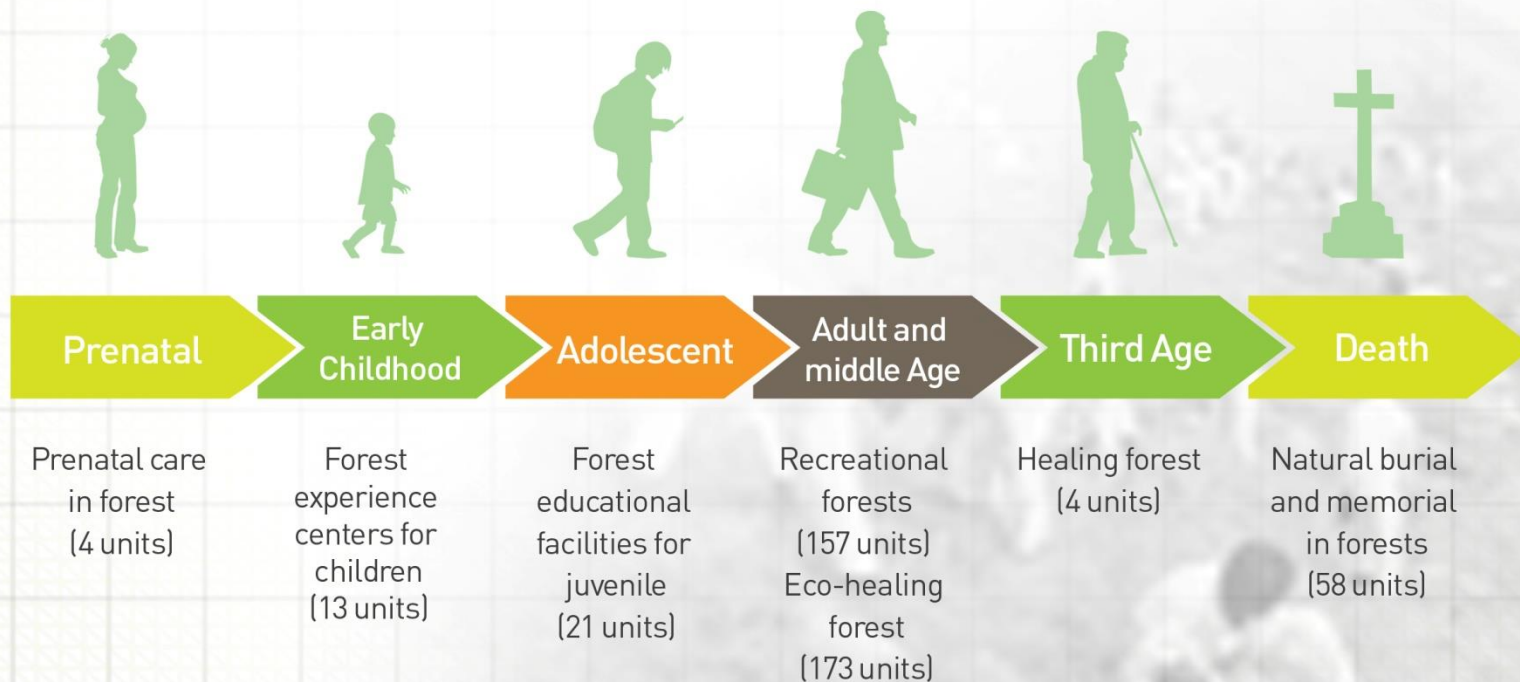 Prenatal
Early
Childhood
Adolescent
Adult and
middle Age
Third Age
Death
Prenatal care
in forest
(4 units)
Forest
experience
centers for
children
(13 units)
Forest
educational
facilities for
juvenile
(21 units)
Recreational
forests
(157 units)
Eco-healing
forest
(173 units)
Healing forest
(4 units)
Natural burial
and memorial
in forests
(58 units)